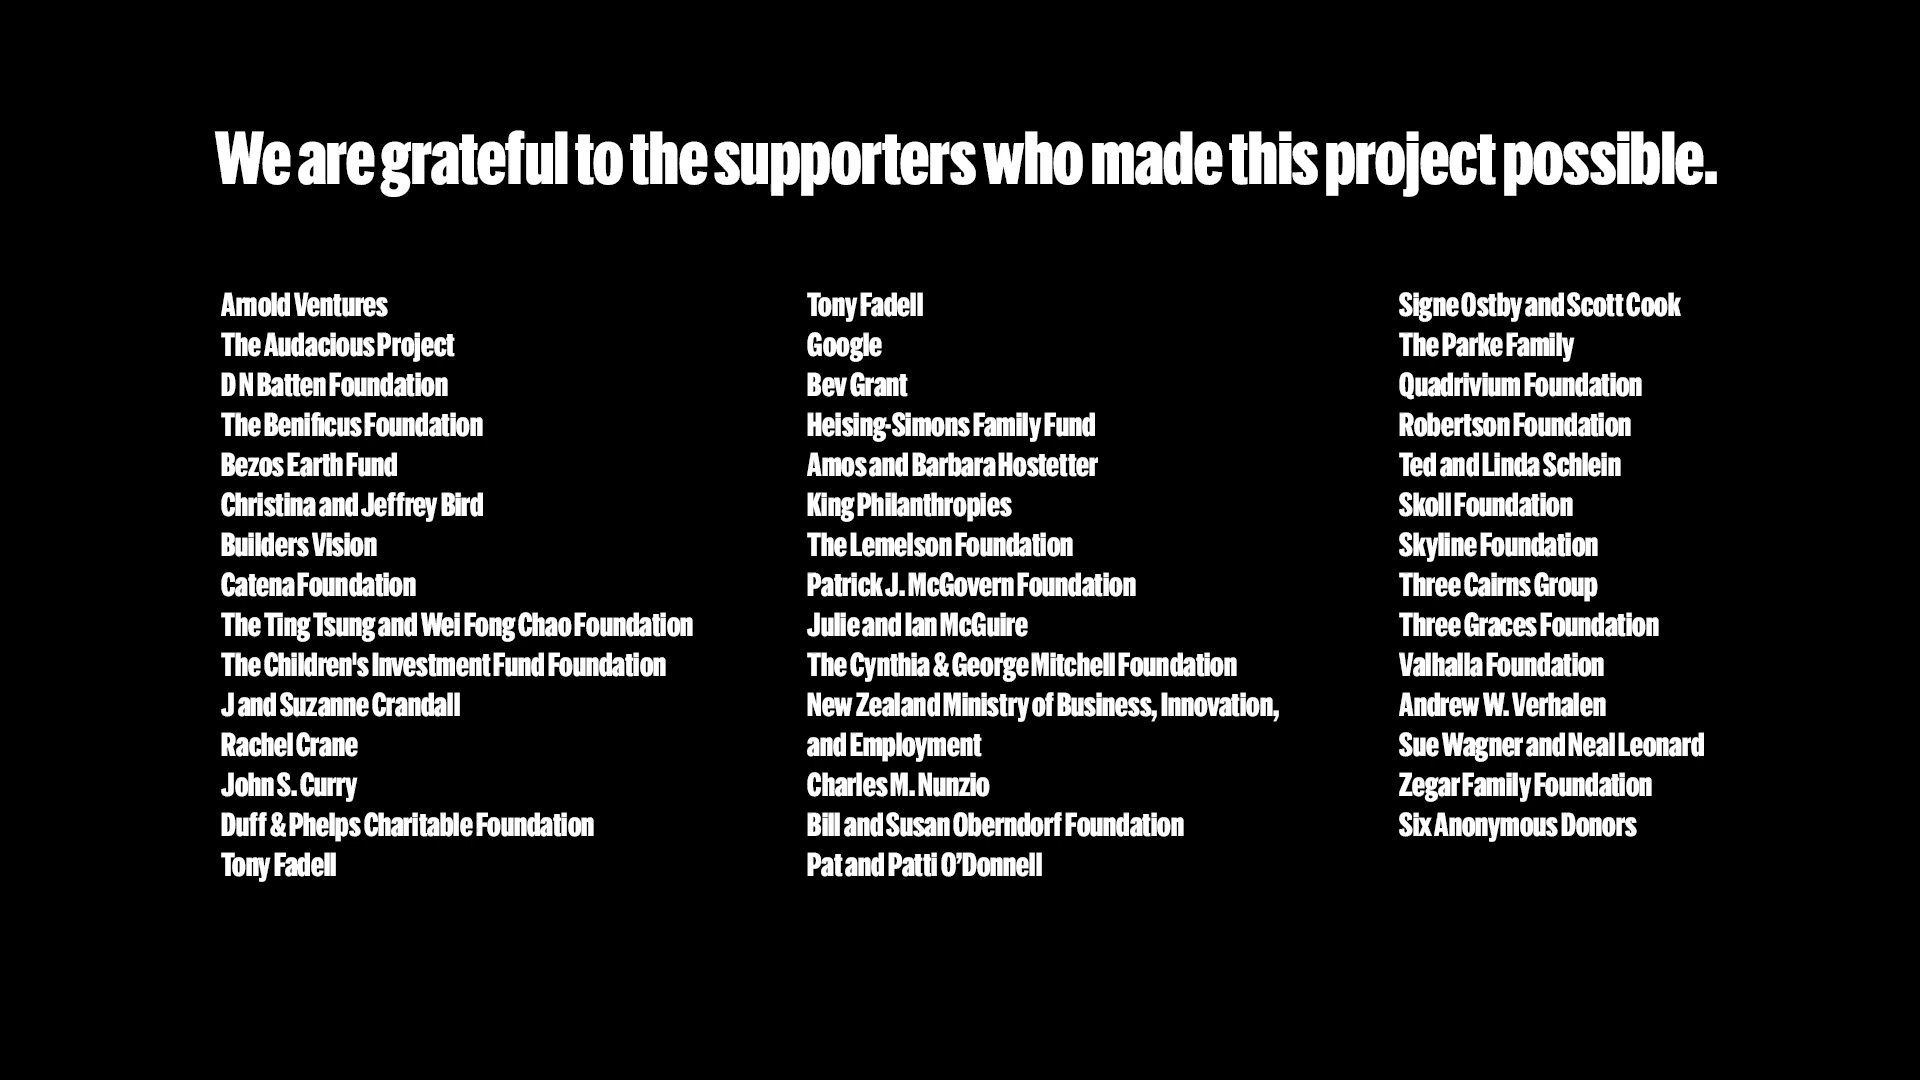 We are grateful to the supporters who made this project possible.
Arnold Ventures
The Audacious Project
D N Batten Foundation
The Benificus Foundation
Bezos Earth Fund
Christina and Jeffrey Bird
Builders Vision
Catena Foundation
The Ting Tsung and Wei Fong Chao Foundation
The Children's Investment Fund Foundation
J and Suzanne Crandall
Rachel Crane
John S. Curry
Duff & Phelps Charitable Foundation
Tony Fadell
Tony Fadell
Google
Bev Grant
Heising-Simons Family Fund
Amos and Barbara Hostetter
King Philanthropies
The Lemelson Foundation
Patrick J. McGovern Foundation
Julie and Ian McGuire
The Cynthia & George Mitchell Foundation
New Zealand Ministry of Business, Innovation,
and Employment
Charles M. Nunzio
Bill and Susan Oberndorf Foundation
Pat and Patti O’Donnell
Signe Ostby and Scott Cook
The Parke Family
Quadrivium Foundation
Robertson Foundation
Ted and Linda Schlein
Skoll Foundation
Skyline Foundation
Three Cairns Group
Three Graces Foundation
Valhalla Foundation
Andrew W. Verhalen
Sue Wagner and Neal Leonard
Zegar Family Foundation
Six Anonymous Donors